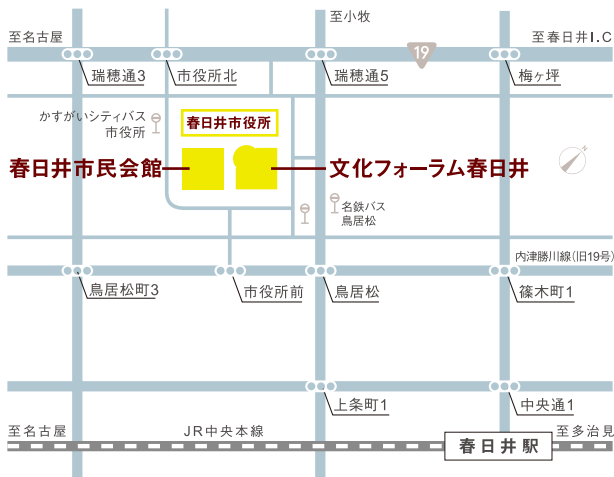 至小牧
至名古屋
19
至春日井I.C
瑞穂通3
市役所北
瑞穂通5
梅ヶ坪
かすがいシティバス
市役所
春日井市役所
春日井市民会館
文化フォーラム春日井
名鉄バス
鳥居松
内津勝川線(旧19号)
鳥居松町3
市役所前
鳥居松
篠木町1
上条町1
中央通1
至名古屋
JR中央本線
春日井駅
至多治見